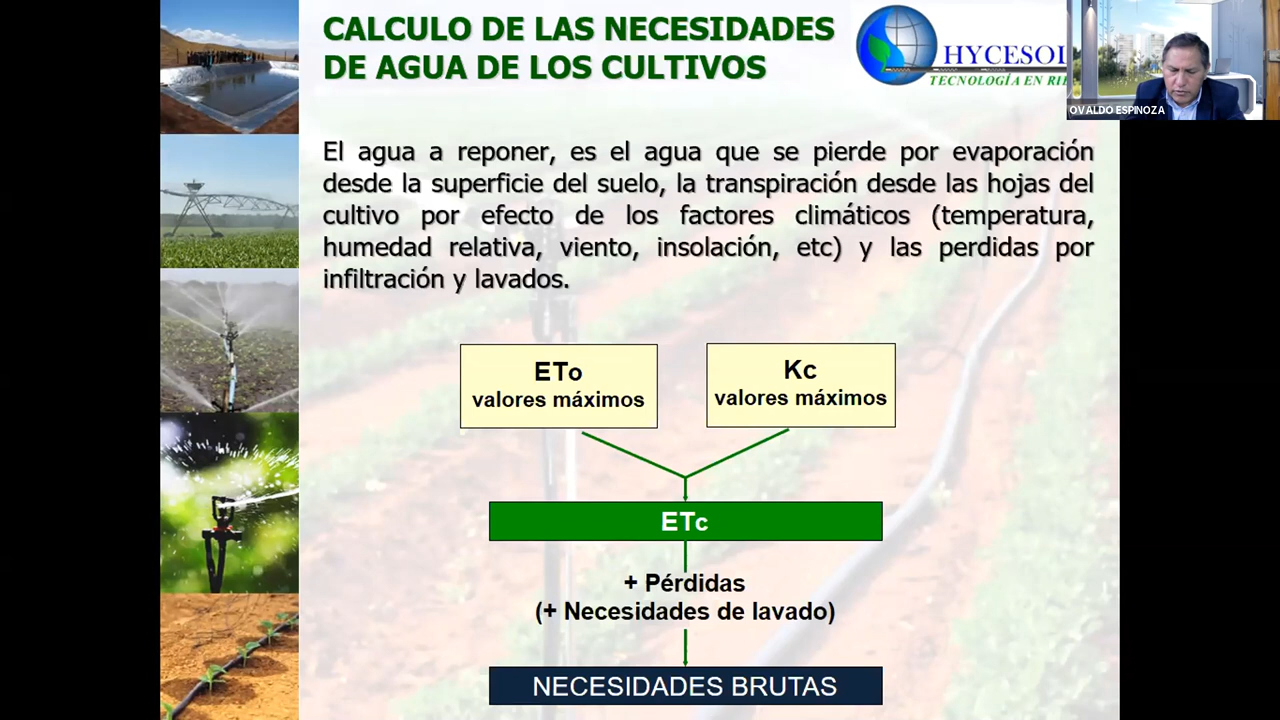 CALCULO DE LAS NECESIDADES
DE AGUA DE LOS CULTIVOS
HYCESOL
TECNOLOGÍA EN RIE
OVALDO ESPINOZA
El agua a reponer, es el agua que se pierde por evaporación
desde la superficie del suelo, la transpiración desde las hojas del
cultivo por efecto de los factores climáticos (temperatura,
humedad relativa, viento, insolación, etc) y las perdidas por
infiltración y lavados.
ETo
valores máximos
Kc
valores máximos
ETc
+ Pérdidas
(+ Necesidades de lavado)
NECESIDADES BRUTAS